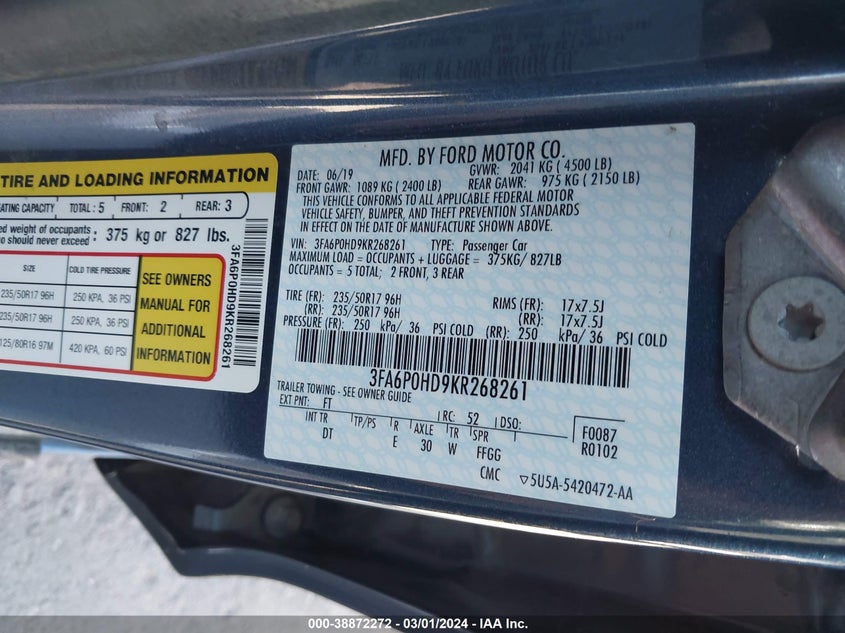 TIRE AND LOADING INFORMATION
SEATING CAPACITY TOTAL: 5 FRONT: 2 REAR: 3
weight of occupants
should never exceed: 375 kg or 827 lbs.
SIZE COLD TIRE PRESSURE
235/50R17 96H 250 KPA, 36 PSI
235/50R17 96H 250 KPA, 36 PSI
125/80R16 97M 420 KPA, 60 PSI
SEE OWNERS
MANUAL FOR
ADDITIONAL
INFORMATION
3FA6P0HD9KR268261
MFD. BY FORD MOTOR CO.
DATE: 06/19 GVWR: 2041 KG ( 4500 LB)
FRONT GAWR: 1089 KG ( 2400 LB) REAR GAWR: 975 KG ( 2150 LB)
THIS VEHICLE CONFORMS TO ALL APPLICABLE FEDERAL MOTOR
VEHICLE SAFETY, BUMPER, AND THEFT PREVENTION STANDARDS
IN EFFECT ON THE DATE OF MANUFACTURE SHOWN ABOVE.
VIN: 3FA6P0HD9KR268261 TYPE: Passenger Car
MAXIMUM LOAD = OCCUPANTS + LUGGAGE = 375KG/ 827LB
OCCUPANTS = 5 TOTAL; 2 FRONT, 3 REAR
TIRE (FR): 235/50R17 96H RIMS (FR): 17x7.5J
(RR): 235/50R17 96H (RR): 17x7.5J
PRESSURE (FR): 250 kPa/ 36 PSI COLD (RR): 250 kPa/ 36 PSI COLD
3FA6P0HD9KR268261
TRAILER TOWING - SEE OWNER GUIDE
EXT PNT: FT RC: 52 DSO:
INT TR TP/PS R AXLE TR SPR
DT E 30 W FFGG
F0087
R0102
CMC ▽5U5A-5420472-AA
000-38872272 - 03/01/2024 - IAA Inc.